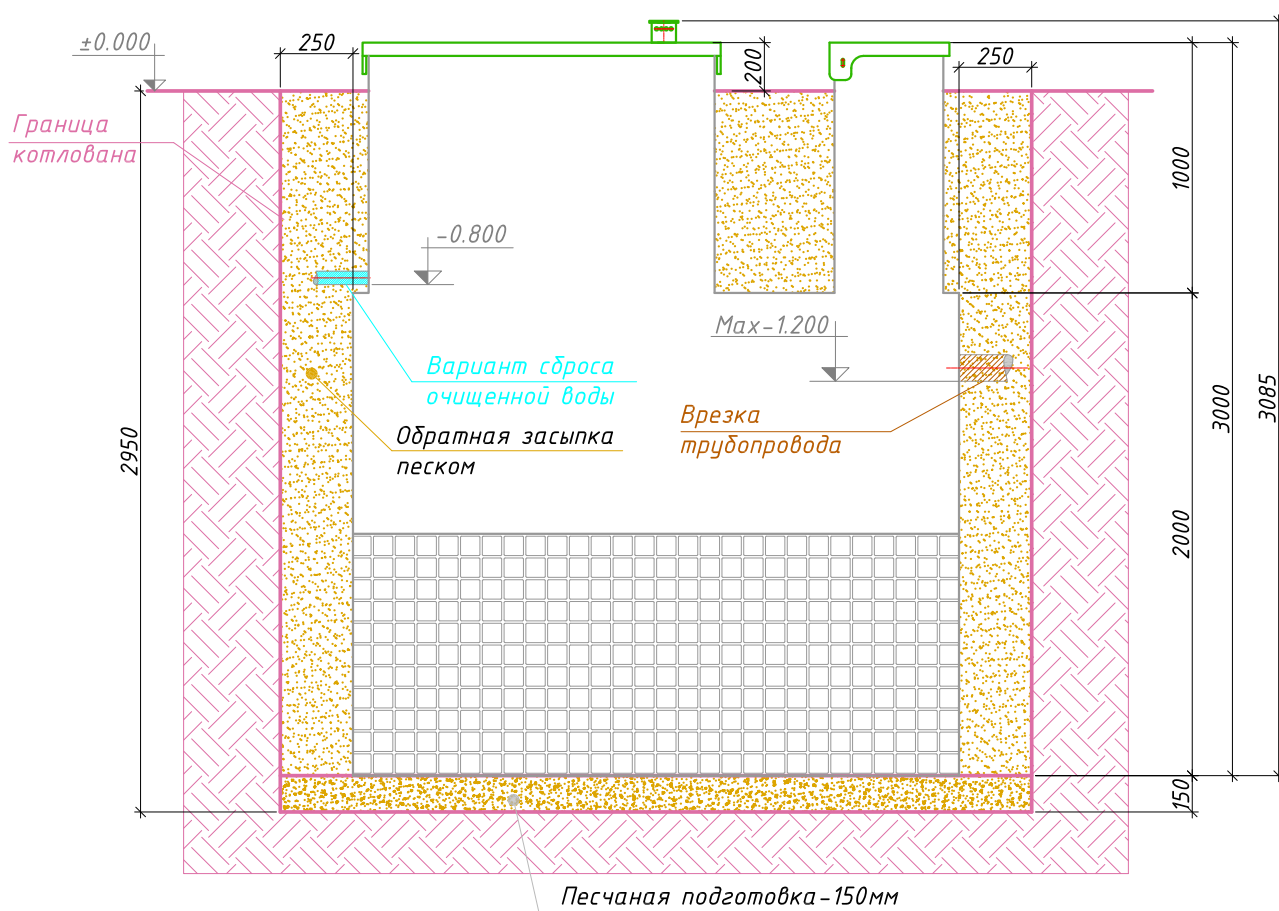 ±0.000
250
200
250
Граница
котлована
1000
-0.800
Max-1.200
Вариант сброса
очищенной воды
Врезка
трубопровода
Обратная засыпка
песком
2950
3000
3085
2000
150
Песчаная подготовка-150мм